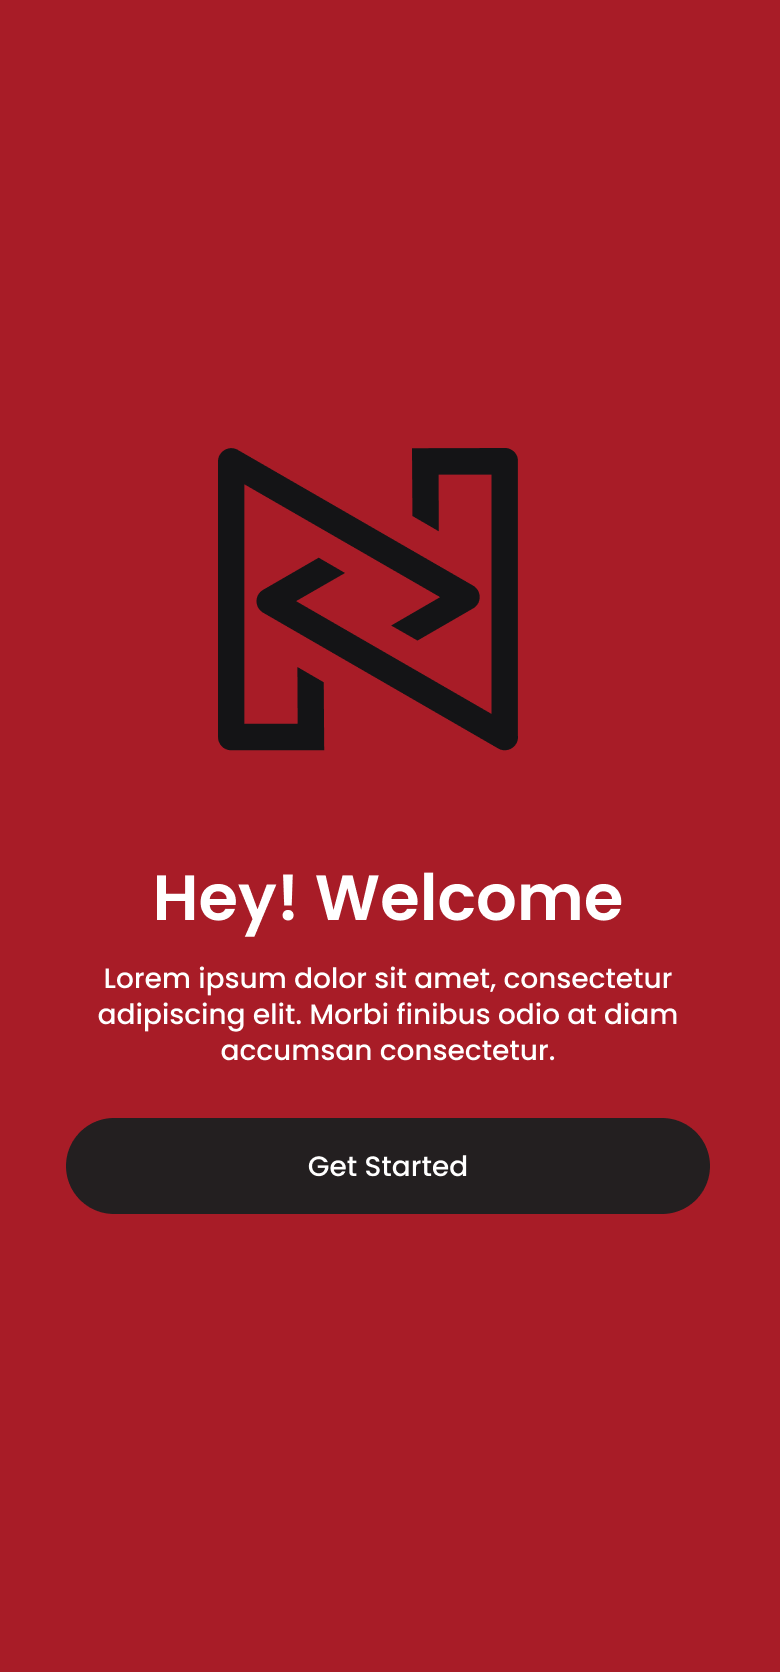 Hey! Welcome
Lorem ipsum dolor sit amet, consectetur
adipiscing elit. Morbi finibus odio at diam
accumsan consectetur.
Get Started